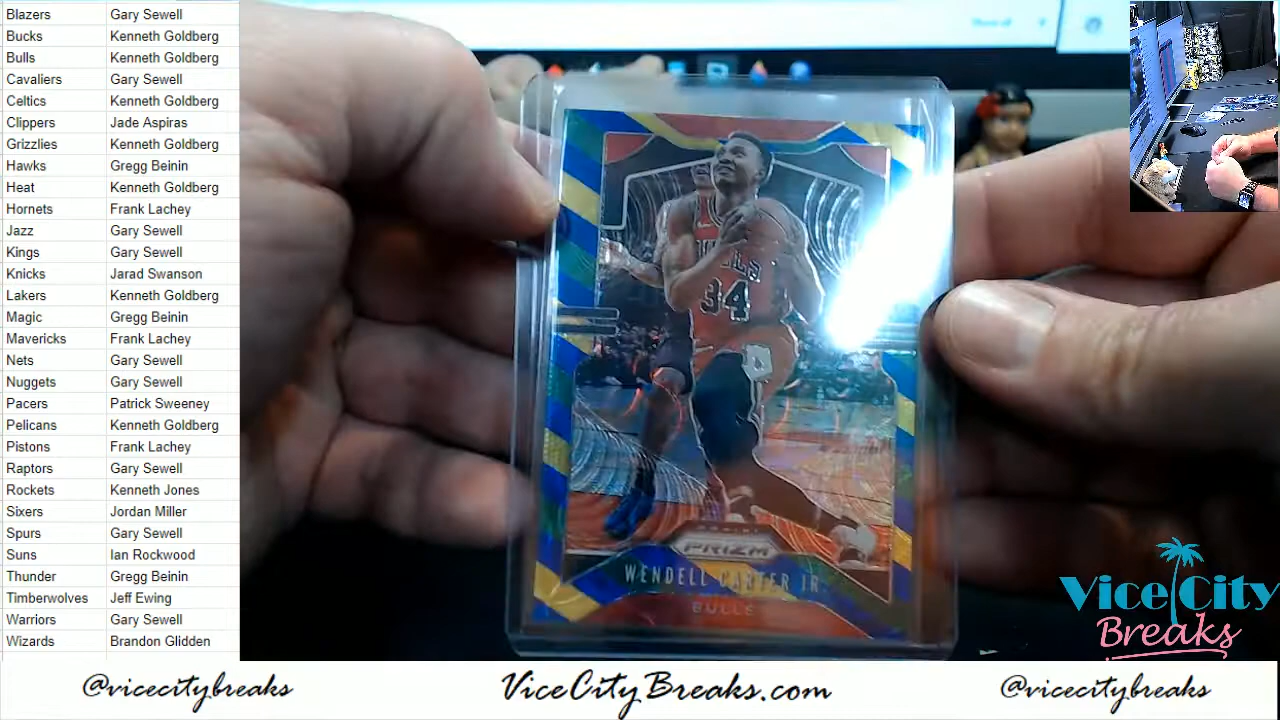 Blazers Gary Sewell
Bucks Kenneth Goldberg
Bulls Kenneth Goldberg
Cavaliers Gary Sewell
Celtics Kenneth Goldberg
Clippers Jade Aspiras
Grizzlies Kenneth Goldberg
Hawks Gregg Beinin
Heat Kenneth Goldberg
Hornets Frank Lachey
Jazz Gary Sewell
Kings Gary Sewell
Knicks Jarad Swanson
Lakers Kenneth Goldberg
Magic Gregg Beinin
Mavericks Frank Lachey
Nets Gary Sewell
Nuggets Gary Sewell
Pacers Patrick Sweeney
Pelicans Kenneth Goldberg
Pistons Frank Lachey
Raptors Gary Sewell
Rockets Kenneth Jones
Sixers Jordan Miller
Spurs Gary Sewell
Suns Ian Rockwood
Thunder Gregg Beinin
Timberwolves Jeff Ewing
Warriors Gary Sewell
Wizards Brandon Glidden
34
PANINI
PRIZM
WENDELL CARTER JR.
BULLS
Vice City
Breaks
@vicecitybreaks
ViceCityBreaks.com
@vicecitybreaks